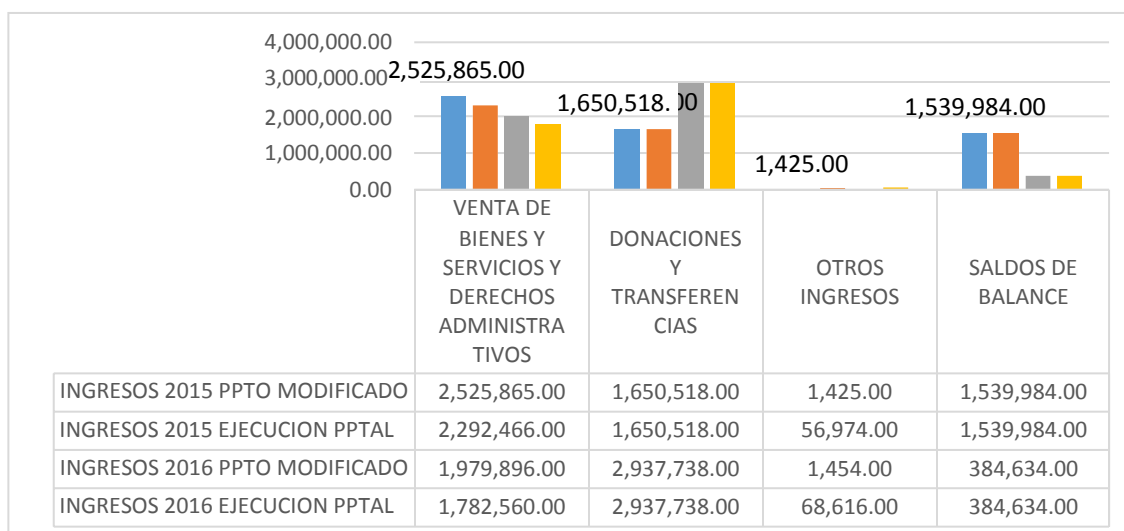 4,000,000.00
3,000,000.00
2,000,000.00
1,000,000.00
0.00
2,525,865.00
1,650,518.00
1,425.00
1,539,984.00
VENTA DE
BIENES Y
SERVICIOS Y
DERECHOS
ADMINISTRA
TIVOS
DONACIONES
Y
TRANSFEREN
CIAS
OTROS
INGRESOS
SALDOS DE
BALANCE
INGRESOS 2015 PPTO MODIFICADO 2,525,865.00 1,650,518.00 1,425.00 1,539,984.00
INGRESOS 2015 EJECUCION PPTAL 2,292,466.00 1,650,518.00 56,974.00 1,539,984.00
INGRESOS 2016 PPTO MODIFICADO 1,979,896.00 2,937,738.00 1,454.00 384,634.00
INGRESOS 2016 EJECUCION PPTAL 1,782,560.00 2,937,738.00 68,616.00 384,634.00